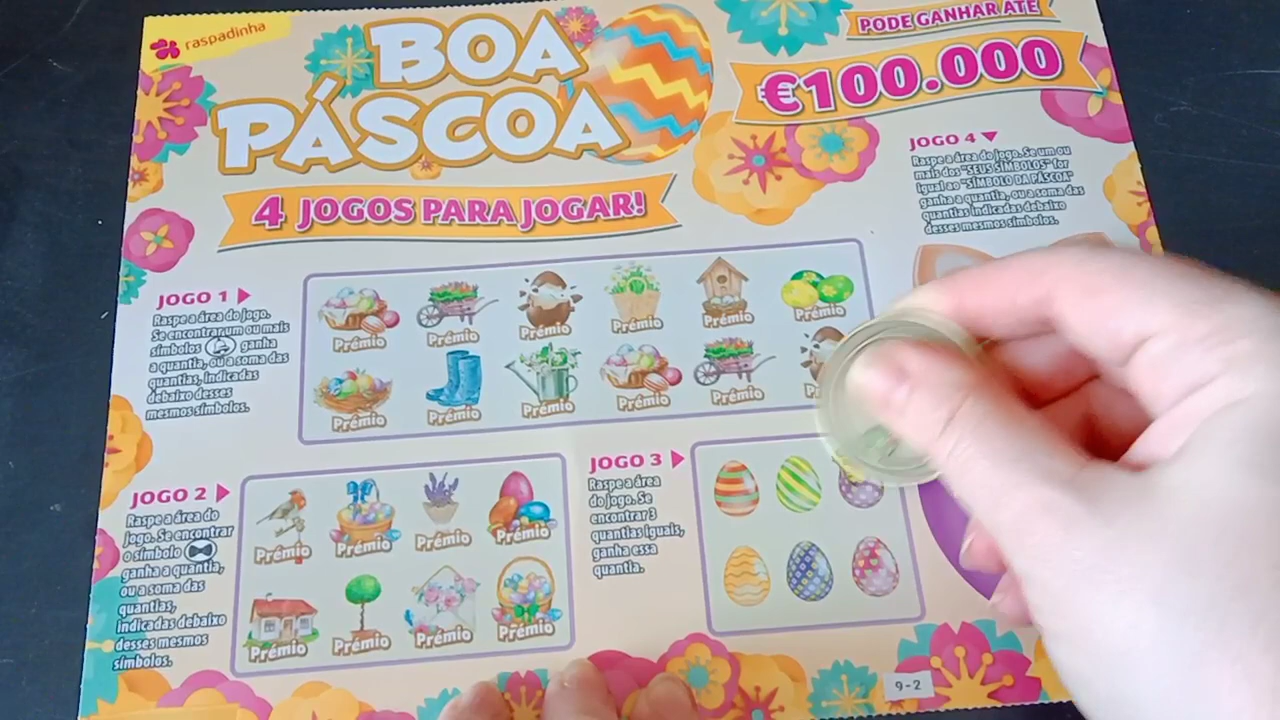 raspadinha
BOA
PÁSCOA
4 JOGOS PARA JOGAR!
PODE GANHAR ATÉ
€100.000
JOGO 4
Raspe a área do jogo. Se um ou
mais dos "SEUS SÍMBOLOS" for
igual ao "SÍMBOLO DA PÁSCOA"
ganha a quantia, ou a soma das
quantias indicadas debaixo
desses mesmos símbolos.
JOGO 1
Raspe a área do jogo.
Se encontrar um ou mais
símbolos ganha
a quantia, ou a soma das
quantias, indicadas
debaixo desses
mesmos símbolos.
Prémio Prémio Prémio Prémio Prémio Prémio
Prémio Prémio Prémio Prémio Prémio
JOGO 2
Raspe a área do
jogo. Se encontrar
o símbolo
ganha a quantia,
ou a soma das
quantias,
indicadas debaixo
desses mesmos
símbolos.
Prémio Prémio Prémio Prémio
Prémio Prémio Prémio Prémio
JOGO 3
Raspe a área
do jogo. Se
encontrar 3
quantias iguais,
ganha essa
quantia.
9-2